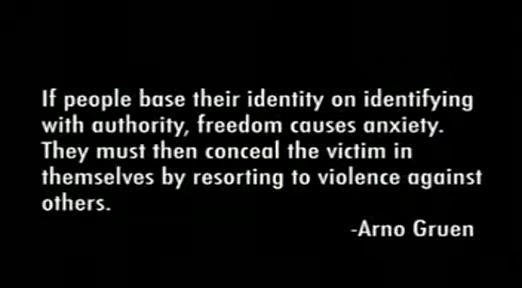 If people base their identity on identifying
with authority, freedom causes anxiety.
They must then conceal the victim in
themselves by resorting to violence against
others.
-Arno Gruen